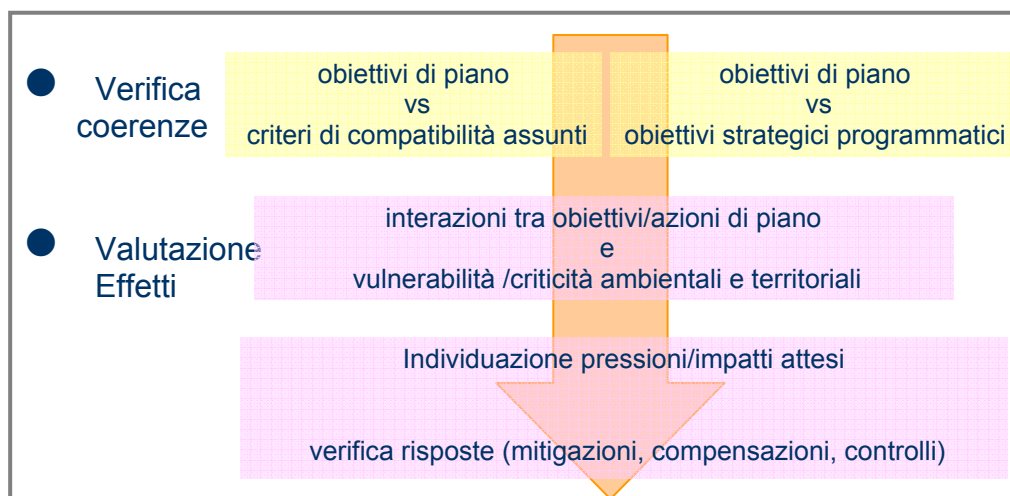 Verifica
coerenze
obiettivi di piano
vs
criteri di compatibilità assunti
obiettivi di piano
vs
obiettivi strategici programmatici
Valutazione
Effetti
interazioni tra obiettivi/azioni di piano
e
vulnerabilità /criticità ambientali e territoriali
Individuazione pressioni/impatti attesi
verifica risposte (mitigazioni, compensazioni, controlli)